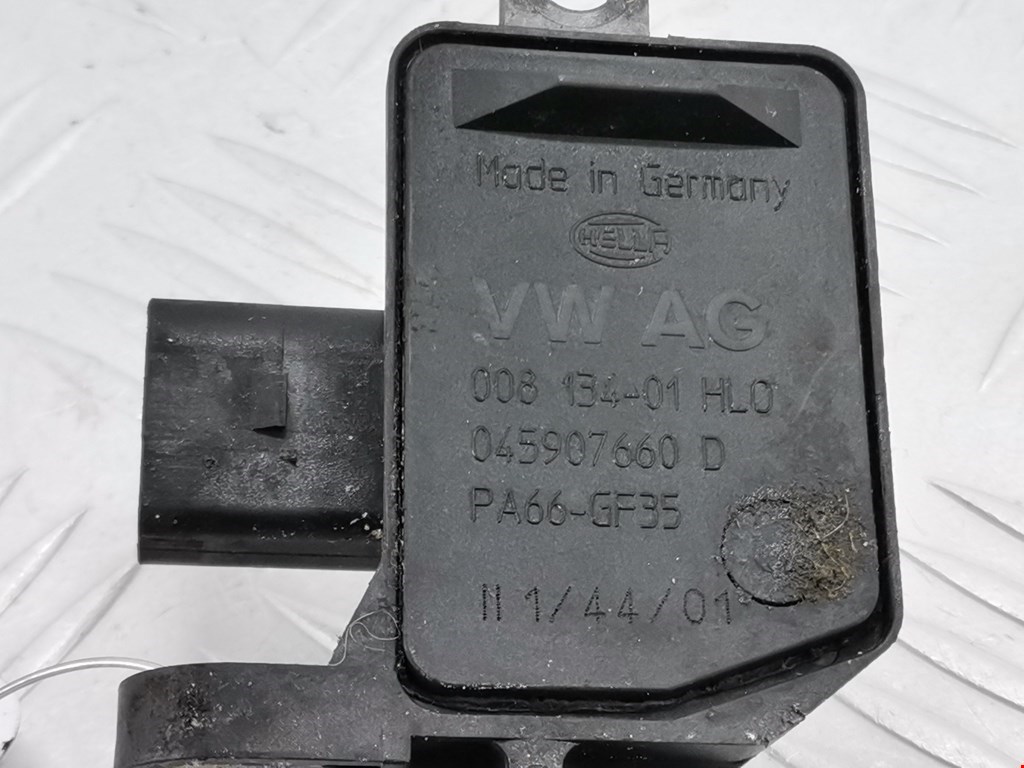 Made in Germany
HELLA
VW AG
008 134-01 HLO
045907660 D
PA66-GF35
N 1/44/01